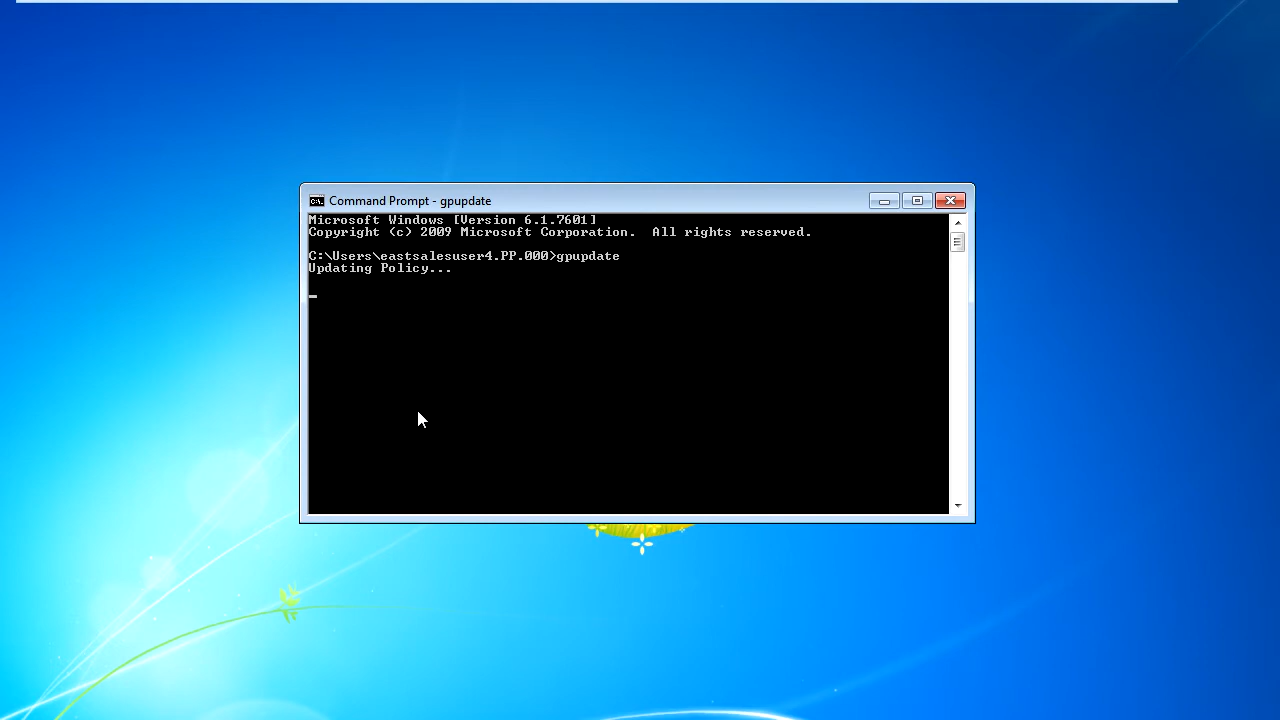 Command Prompt - gpupdate
Microsoft Windows [Version 6.1.7601]
Copyright (c) 2009 Microsoft Corporation.  All rights reserved.
C:\Users\eastsalesuser4.PP.000>gpupdate
Updating Policy...